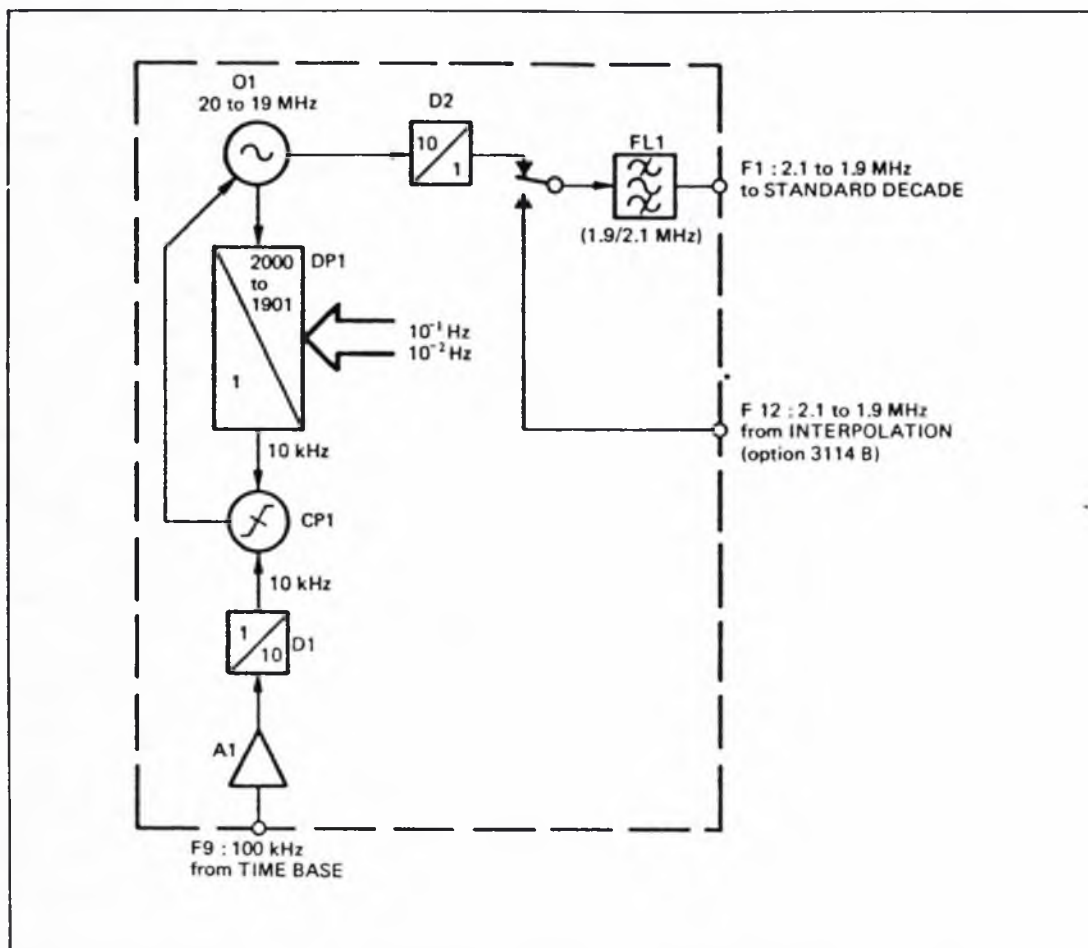 O1
20 to 19 MHz
D2
10
1
FL1
(1.9/2.1 MHz)
F1 : 2.1 to 1.9 MHz
to STANDARD DECADE
2000
to
1901
1
DP1
10⁻¹ Hz
10⁻² Hz
F 12 : 2.1 to 1.9 MHz
from INTERPOLATION
(option 3114 B)
10 kHz
CP1
10 kHz
1
10
D1
A1
F9 : 100 kHz
from TIME BASE